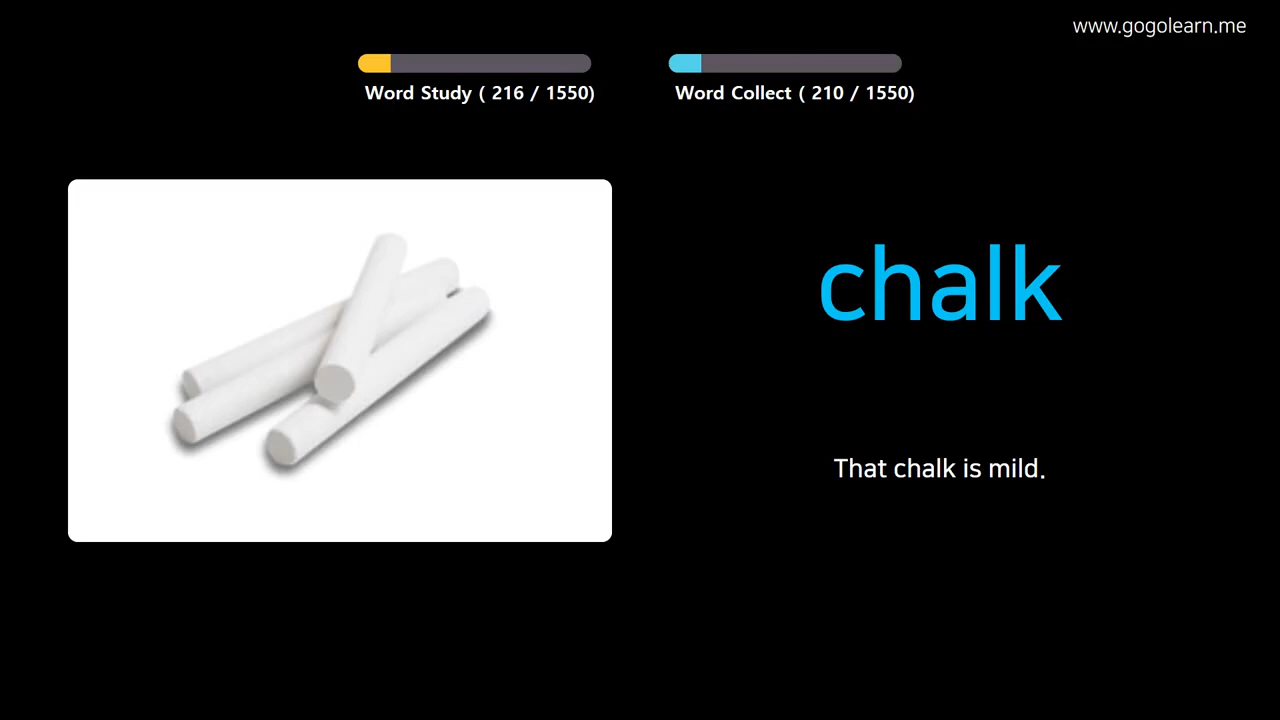 www.gogolearn.me
Word Study ( 216 / 1550)
Word Collect ( 210 / 1550)
chalk
That chalk is mild.